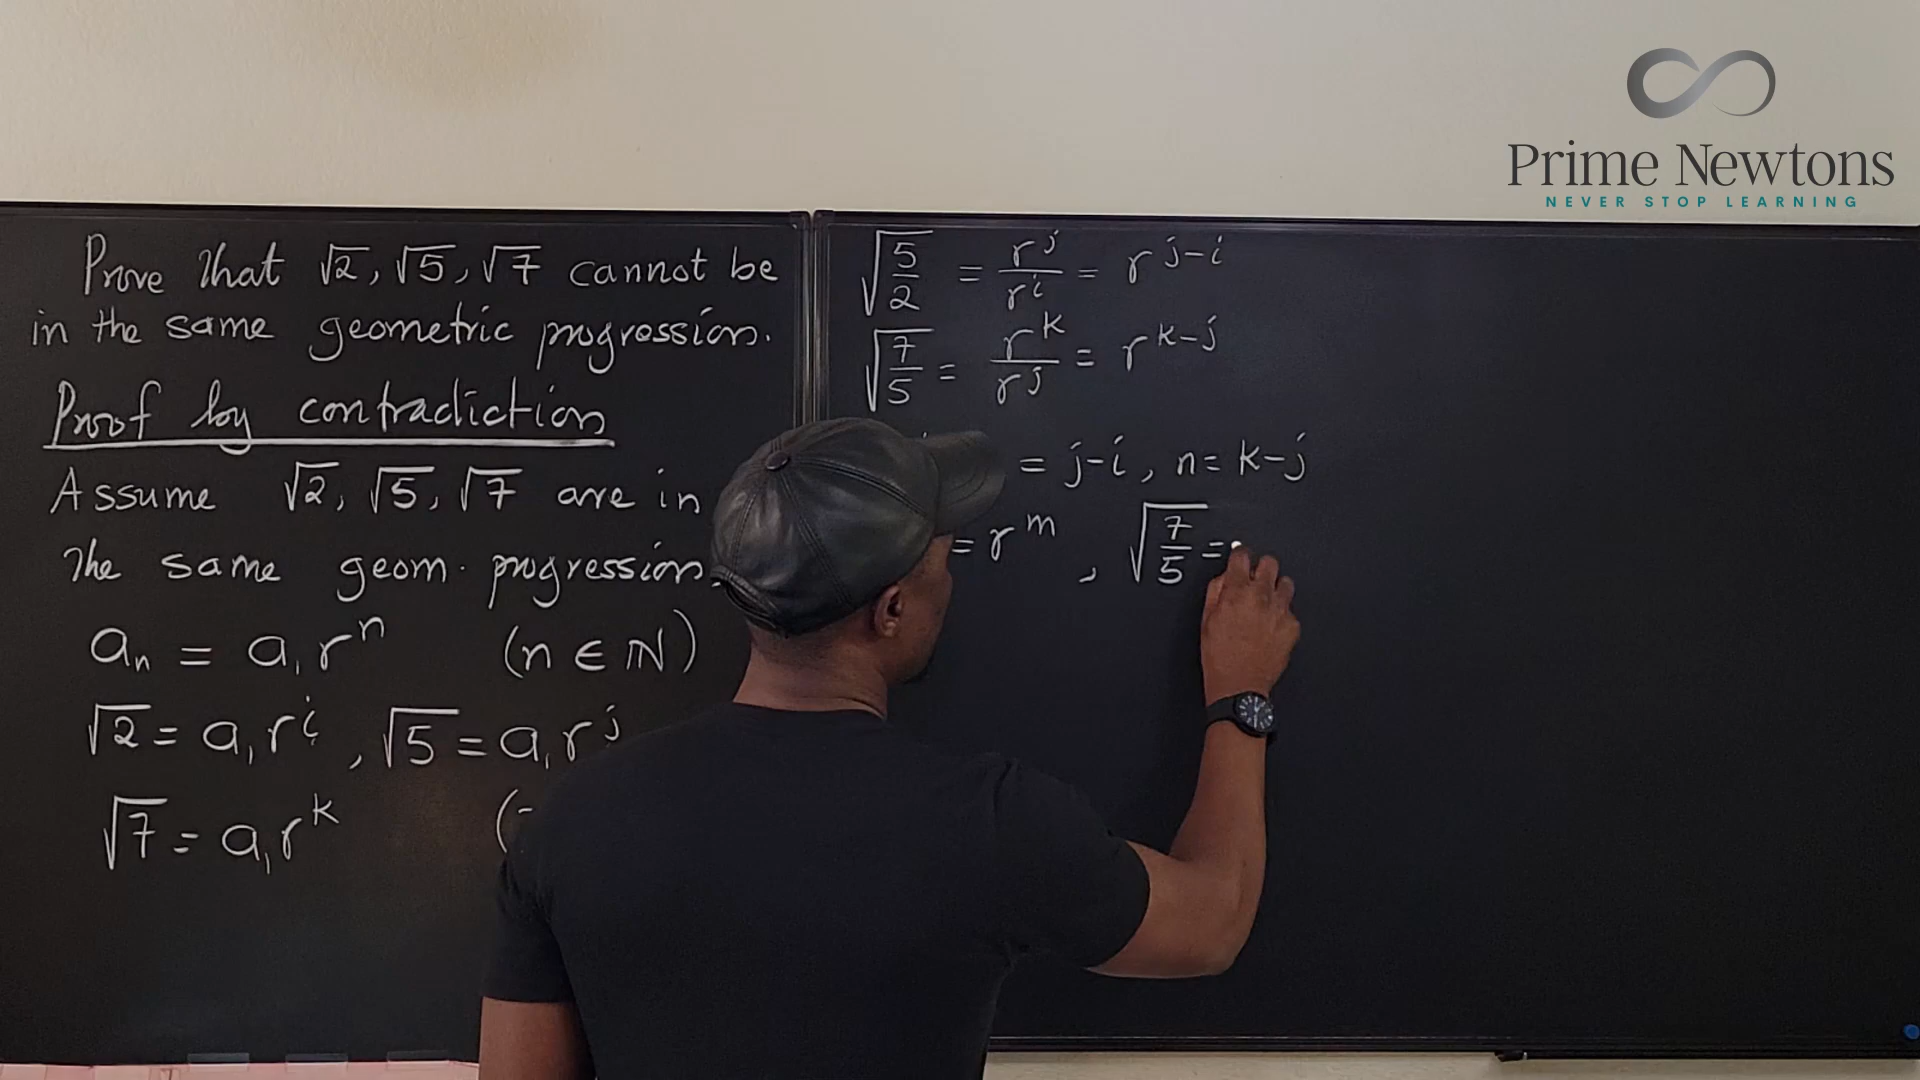 Prime Newtons
NEVER STOP LEARNING
Prove that √2, √5, √7 cannot be
in the same geometric progression.
Proof by contradiction
Assume √2, √5, √7 are in
the same geom. progression
aₙ = a₁rⁿ (n ∈ ℕ)
√2 = a₁rⁱ, √5 = a₁rʲ
√7 = a₁rᵏ (
√(5/2) = rʲ/rⁱ = rʲ⁻ⁱ
√(7/5) = rᵏ/rʲ = rᵏ⁻ʲ
= j-i, n = k-j
= rᵐ, √(7/5) =